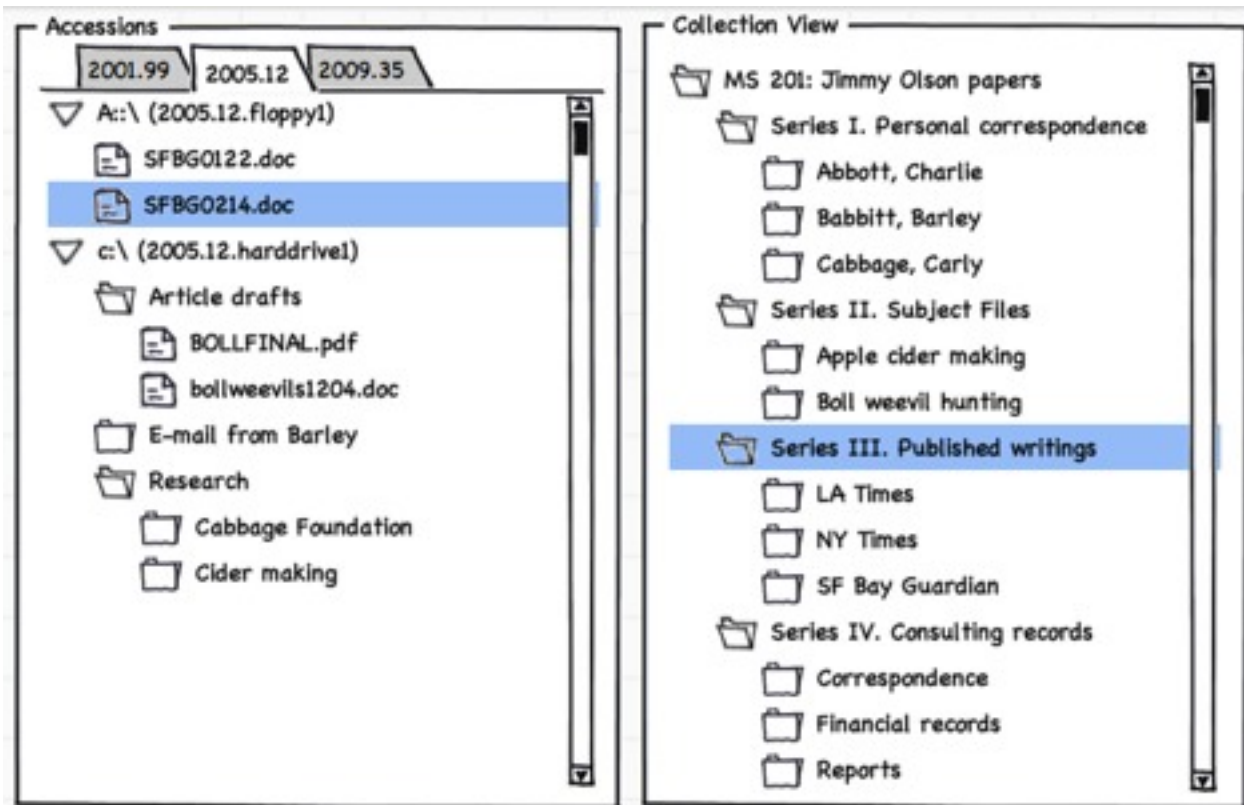 Accessions
2001.99 2005.12 2009.35
A::\ (2005.12.floppy1)
SFBG0122.doc
SFBG0214.doc
c:\ (2005.12.harddrive1)
Article drafts
BOLLFINAL.pdf
bollweevils1204.doc
E-mail from Barley
Research
Cabbage Foundation
Cider making
Collection View
MS 201: Jimmy Olson papers
Series I. Personal correspondence
Abbott, Charlie
Babbitt, Barley
Cabbage, Carly
Series II. Subject Files
Apple cider making
Boll weevil hunting
Series III. Published writings
LA Times
NY Times
SF Bay Guardian
Series IV. Consulting records
Correspondence
Financial records
Reports